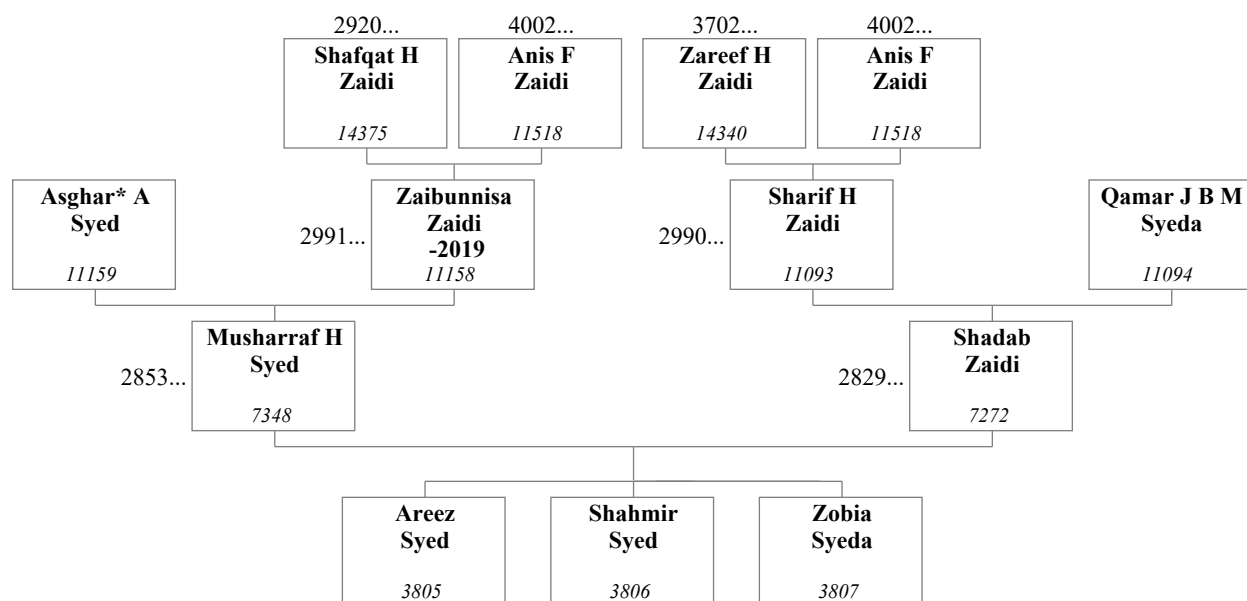 2920...
4002...
3702...
4002...
Shafqat H
Zaidi
14375
Anis F
Zaidi
11518
Zareef H
Zaidi
14340
Anis F
Zaidi
11518
Asghar* A
Syed
11159
2991...
Zaibunnisa
Zaidi
-2019
11158
2990...
Sharif H
Zaidi
11093
Qamar J B M
Syeda
11094
2853...
Musharraf H
Syed
7348
2829...
Shadab
Zaidi
7272
Areez
Syed
3805
Shahmir
Syed
3806
Zobia
Syeda
3807